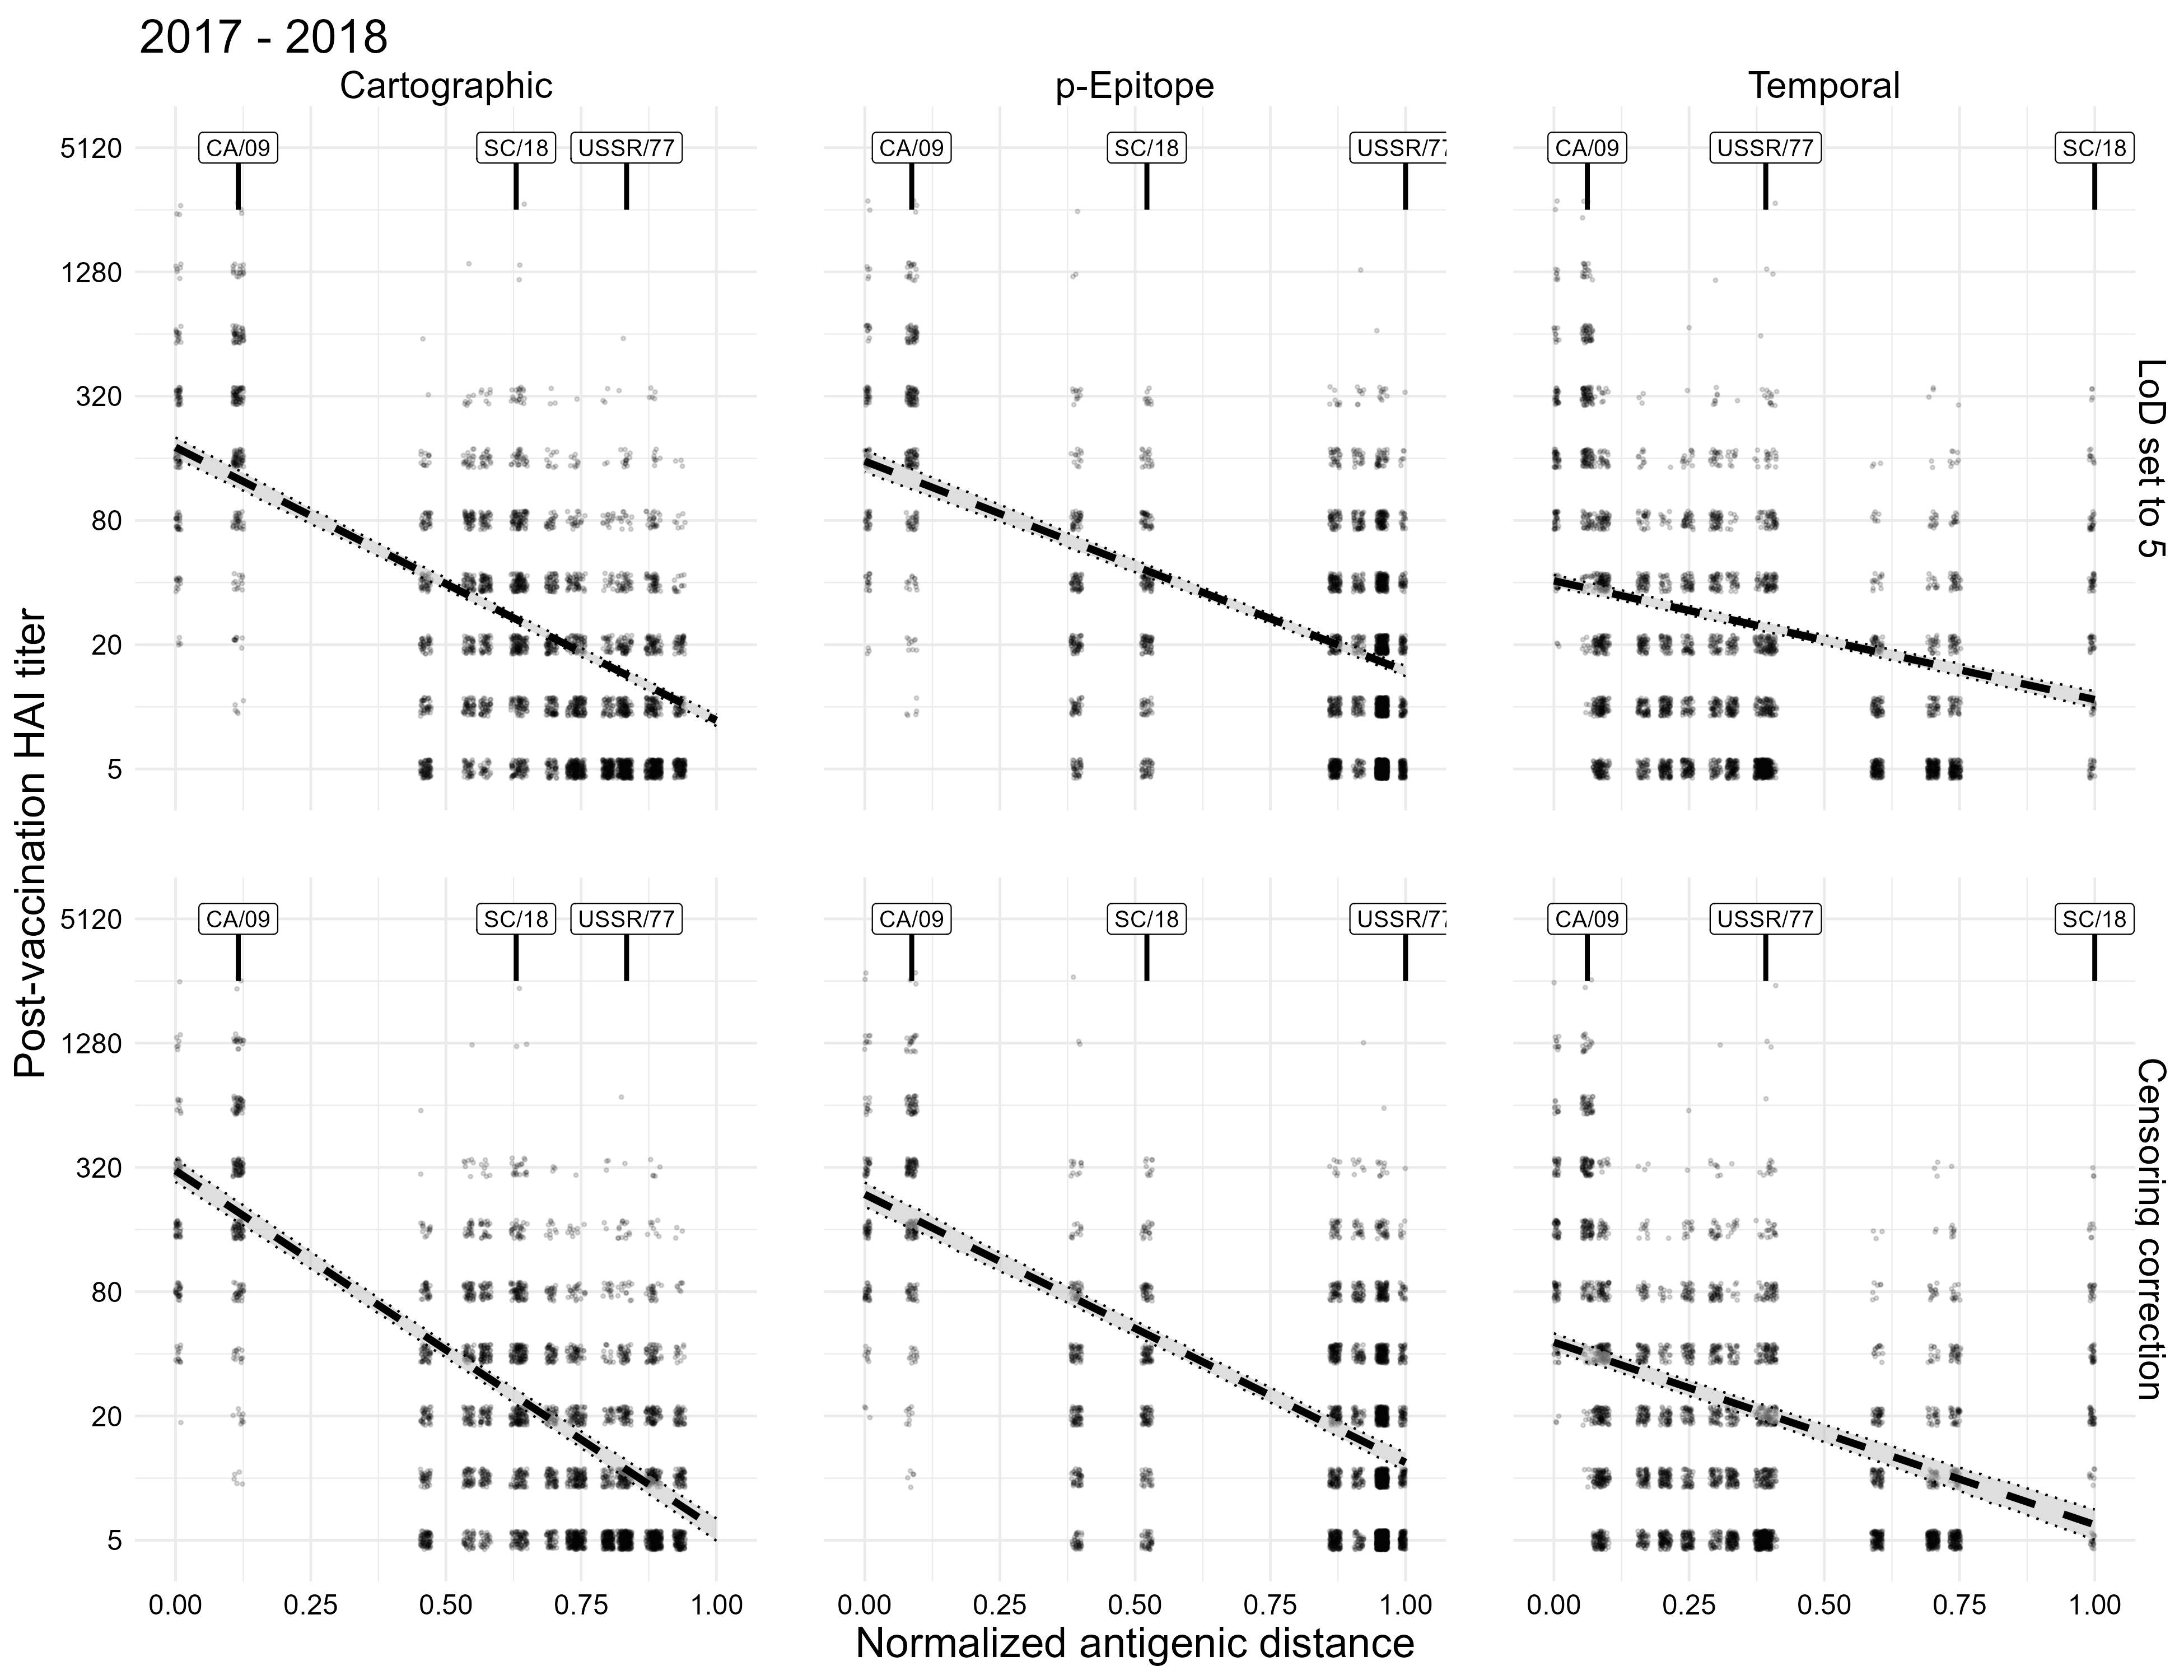 2017 - 2018
Cartographic
p-Epitope
Temporal
CA/09
SC/18
USSR/77
CA/09
SC/18
USSR/77
CA/09
USSR/77
SC/18
5120
1280
320
80
20
5
LoD set to 5
Post-vaccination HAI titer
CA/09
SC/18
USSR/77
CA/09
SC/18
USSR/77
CA/09
USSR/77
SC/18
5120
1280
320
80
20
5
Censoring correction
0.00 0.25 0.50 0.75 1.00
0.00 0.25 0.50 0.75 1.00
0.00 0.25 0.50 0.75 1.00
Normalized antigenic distance